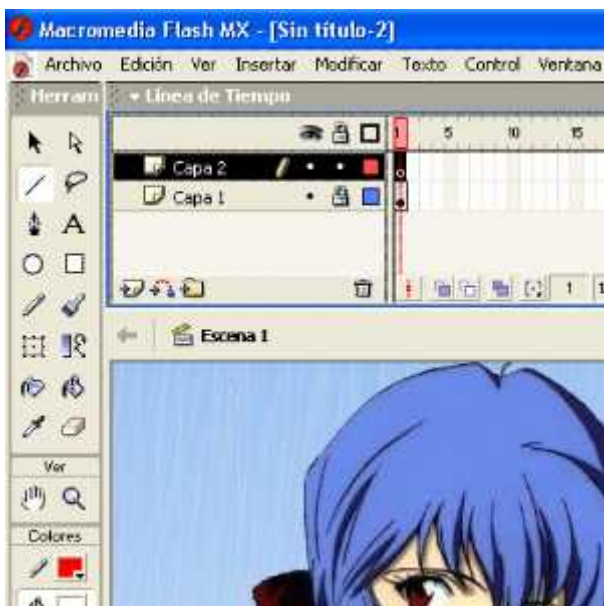 Macromedia Flash MX - [Sin título-2]
Archivo Edición Ver Insertar Modificar Texto Control Ventana
Herram Línea de Tiempo
1 5 10 15
Capa 2
Capa 1
1
Escena 1
A
Ver
Colores